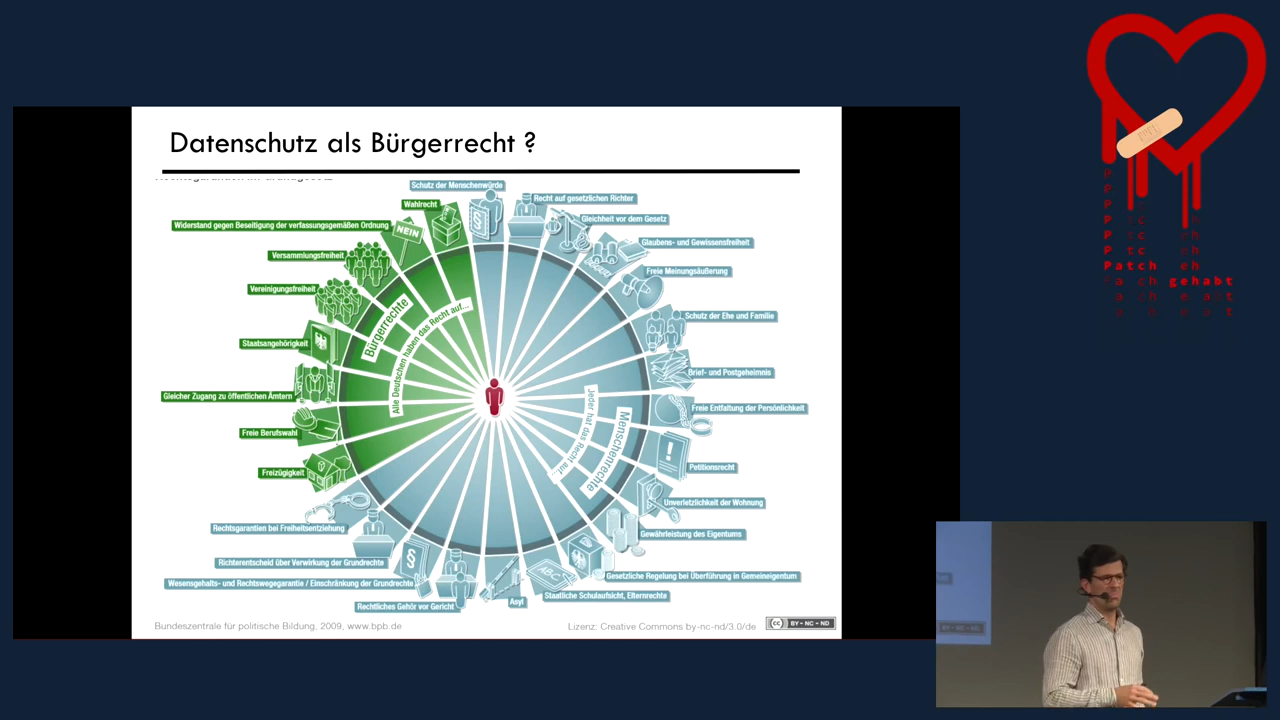 Datenschutz als Bürgerrecht ?
Schutz der Menschenwürde
Wahlrecht
Recht auf gesetzlichen Richter
Widerstand gegen Beseitigung der verfassungsgemäßen Ordnung
NEIN
Gleichheit vor dem Gesetz
Versammlungsfreiheit
Glaubens- und Gewissensfreiheit
Freie Meinungsäußerung
Vereinigungsfreiheit
Schutz der Ehe und Familie
Staatsangehörigkeit
Brief- und Postgeheimnis
Gleicher Zugang zu öffentlichen Ämtern
Freie Entfaltung der Persönlichkeit
Freie Berufswahl
Petitionsrecht
Freizügigkeit
Unverletzlichkeit der Wohnung
Rechtsgarantien bei Freiheitsentziehung
Gewährleistung des Eigentums
Richterentscheid über Verwirkung der Grundrechte
Gesetzliche Regelung bei Überführung in Gemeineigentum
Wesensgehalts- und Rechtswegegarantie / Einschränkung der Grundrechte
Staatliche Schulaufsicht, Elternrechte
Rechtliches Gehör vor Gericht
Asyl
ABC
§
§
!
Bürgerrechte
Alle Deutschen haben das Recht auf...
Menschenrechte
Jeder hat das Recht auf...
Bundeszentrale für politische Bildung, 2009, www.bpb.de
Lizenz: Creative Commons by-nc-nd/3.0/de
cc BY - NC - ND
Patch eh
gehabt
BY - NC - ND